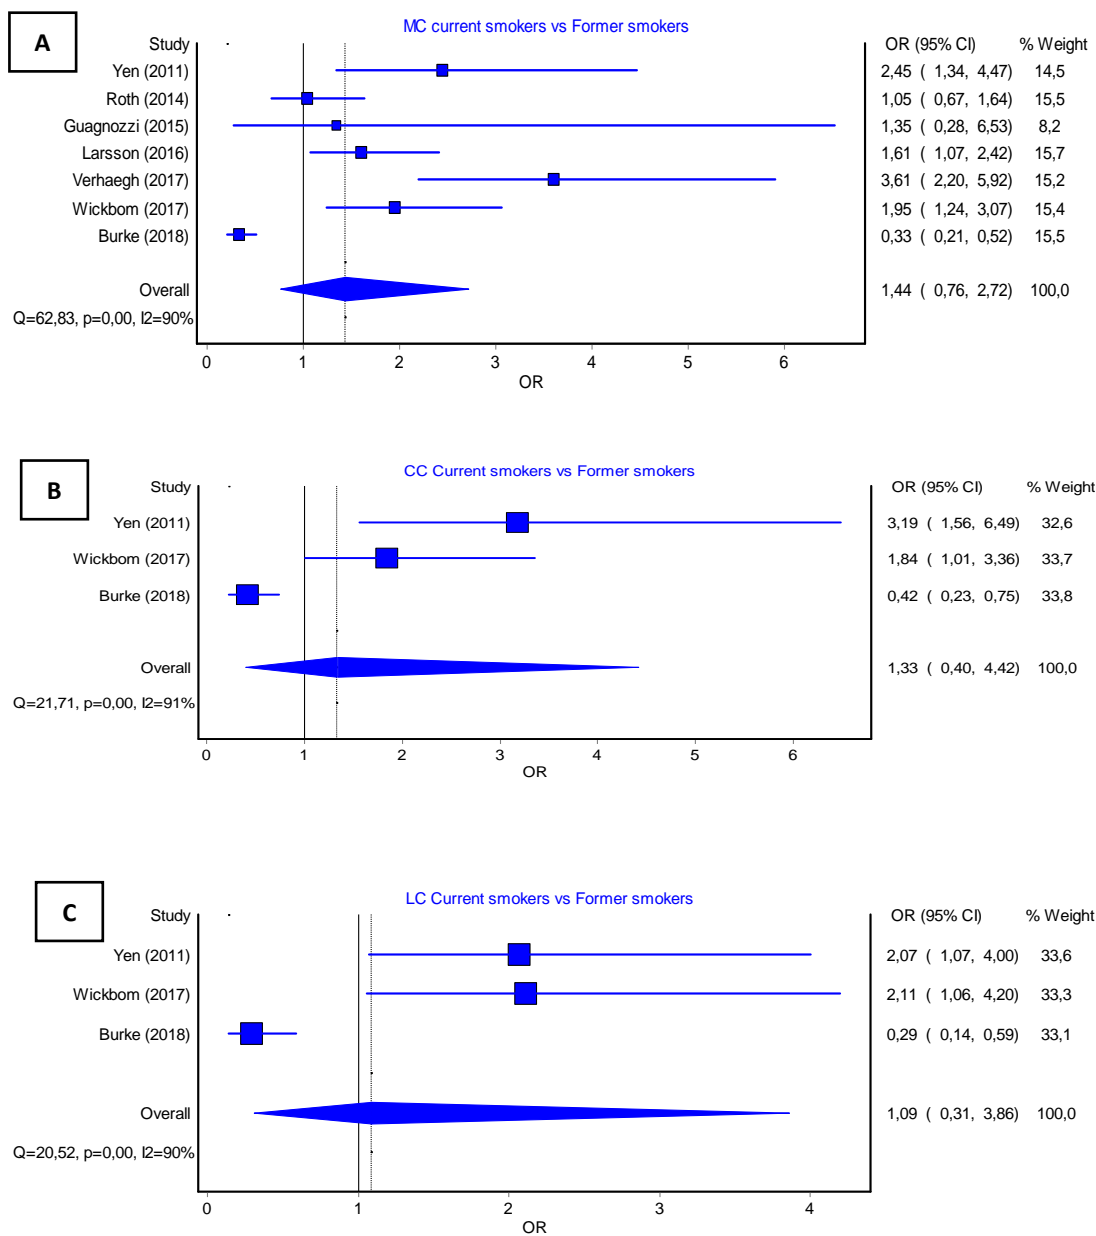 A
MC current smokers vs Former smokers
Study OR (95% CI) % Weight
Yen (2011) 2,45 ( 1,34, 4,47) 14,5
Roth (2014) 1,05 ( 0,67, 1,64) 15,5
Guagnozzi (2015) 1,35 ( 0,28, 6,53) 8,2
Larsson (2016) 1,61 ( 1,07, 2,42) 15,7
Verhaegh (2017) 3,61 ( 2,20, 5,92) 15,2
Wickbom (2017) 1,95 ( 1,24, 3,07) 15,4
Burke (2018) 0,33 ( 0,21, 0,52) 15,5
Overall 1,44 ( 0,76, 2,72) 100,0
Q=62,83, p=0,00, I2=90%
0 1 2 3 4 5 6
OR
B
CC Current smokers vs Former smokers
Study OR (95% CI) % Weight
Yen (2011) 3,19 ( 1,56, 6,49) 32,6
Wickbom (2017) 1,84 ( 1,01, 3,36) 33,7
Burke (2018) 0,42 ( 0,23, 0,75) 33,8
Overall 1,33 ( 0,40, 4,42) 100,0
Q=21,71, p=0,00, I2=91%
0 1 2 3 4 5 6
OR
C
LC Current smokers vs Former smokers
Study OR (95% CI) % Weight
Yen (2011) 2,07 ( 1,07, 4,00) 33,6
Wickbom (2017) 2,11 ( 1,06, 4,20) 33,3
Burke (2018) 0,29 ( 0,14, 0,59) 33,1
Overall 1,09 ( 0,31, 3,86) 100,0
Q=20,52, p=0,00, I2=90%
0 1 2 3 4
OR